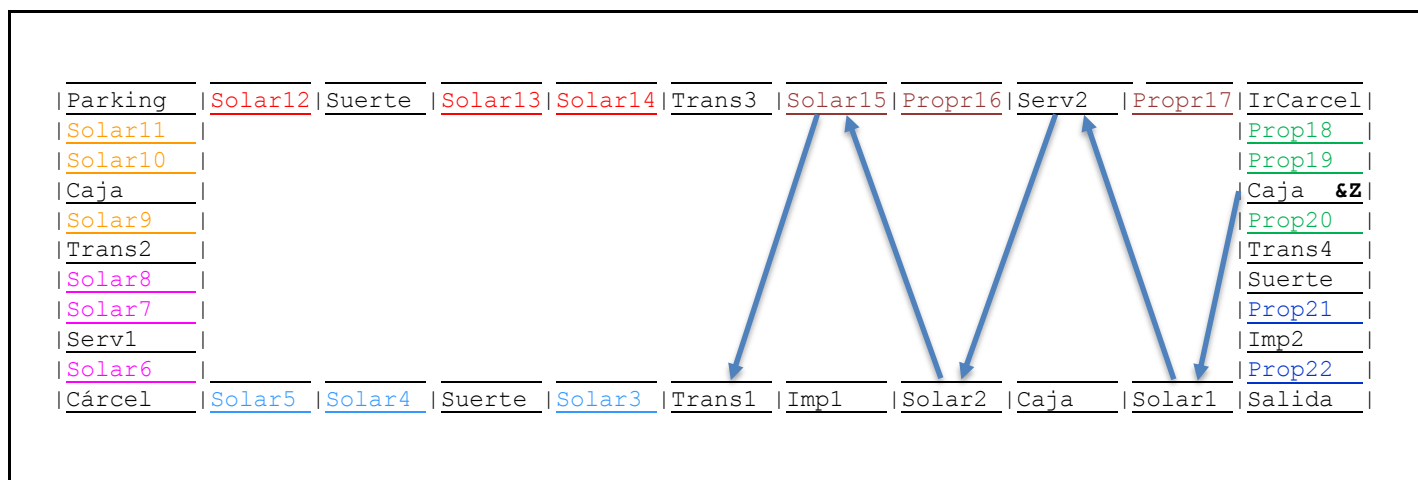 |Parking |Solar12|Suerte |Solar13|Solar14|Trans3 |Solar15|Propr16|Serv2 |Propr17|IrCarcel|
|Solar11 | |Prop18 |
|Solar10 | |Prop19 |
|Caja | |Caja &Z|
|Solar9 | |Prop20 |
|Trans2 | |Trans4 |
|Solar8 | |Suerte |
|Solar7 | |Prop21 |
|Serv1 | |Imp2 |
|Solar6 | |Prop22 |
|Cárcel |Solar5 |Solar4 |Suerte |Solar3 |Trans1 |Imp1 |Solar2 |Caja |Solar1 |Salida |